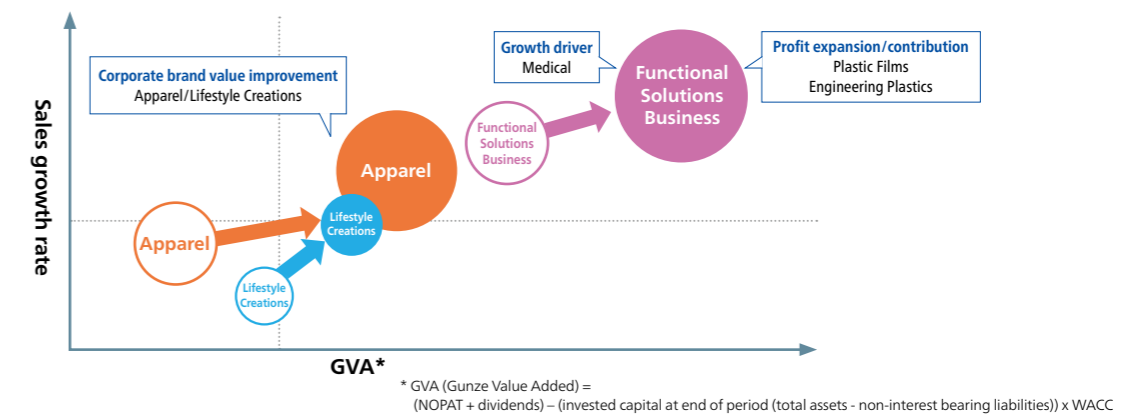 Growth driver
Medical
Profit expansion/contribution
Plastic Films
Engineering Plastics
Corporate brand value improvement
Apparel/Lifestyle Creations
Functional
Solutions
Business
Functional
Solutions
Business
Apparel
Lifestyle
Creations
Apparel
Lifestyle
Creations
Sales growth rate
GVA*
* GVA (Gunze Value Added) =
(NOPAT + dividends) – (invested capital at end of period (total assets - non-interest bearing liabilities)) x WACC